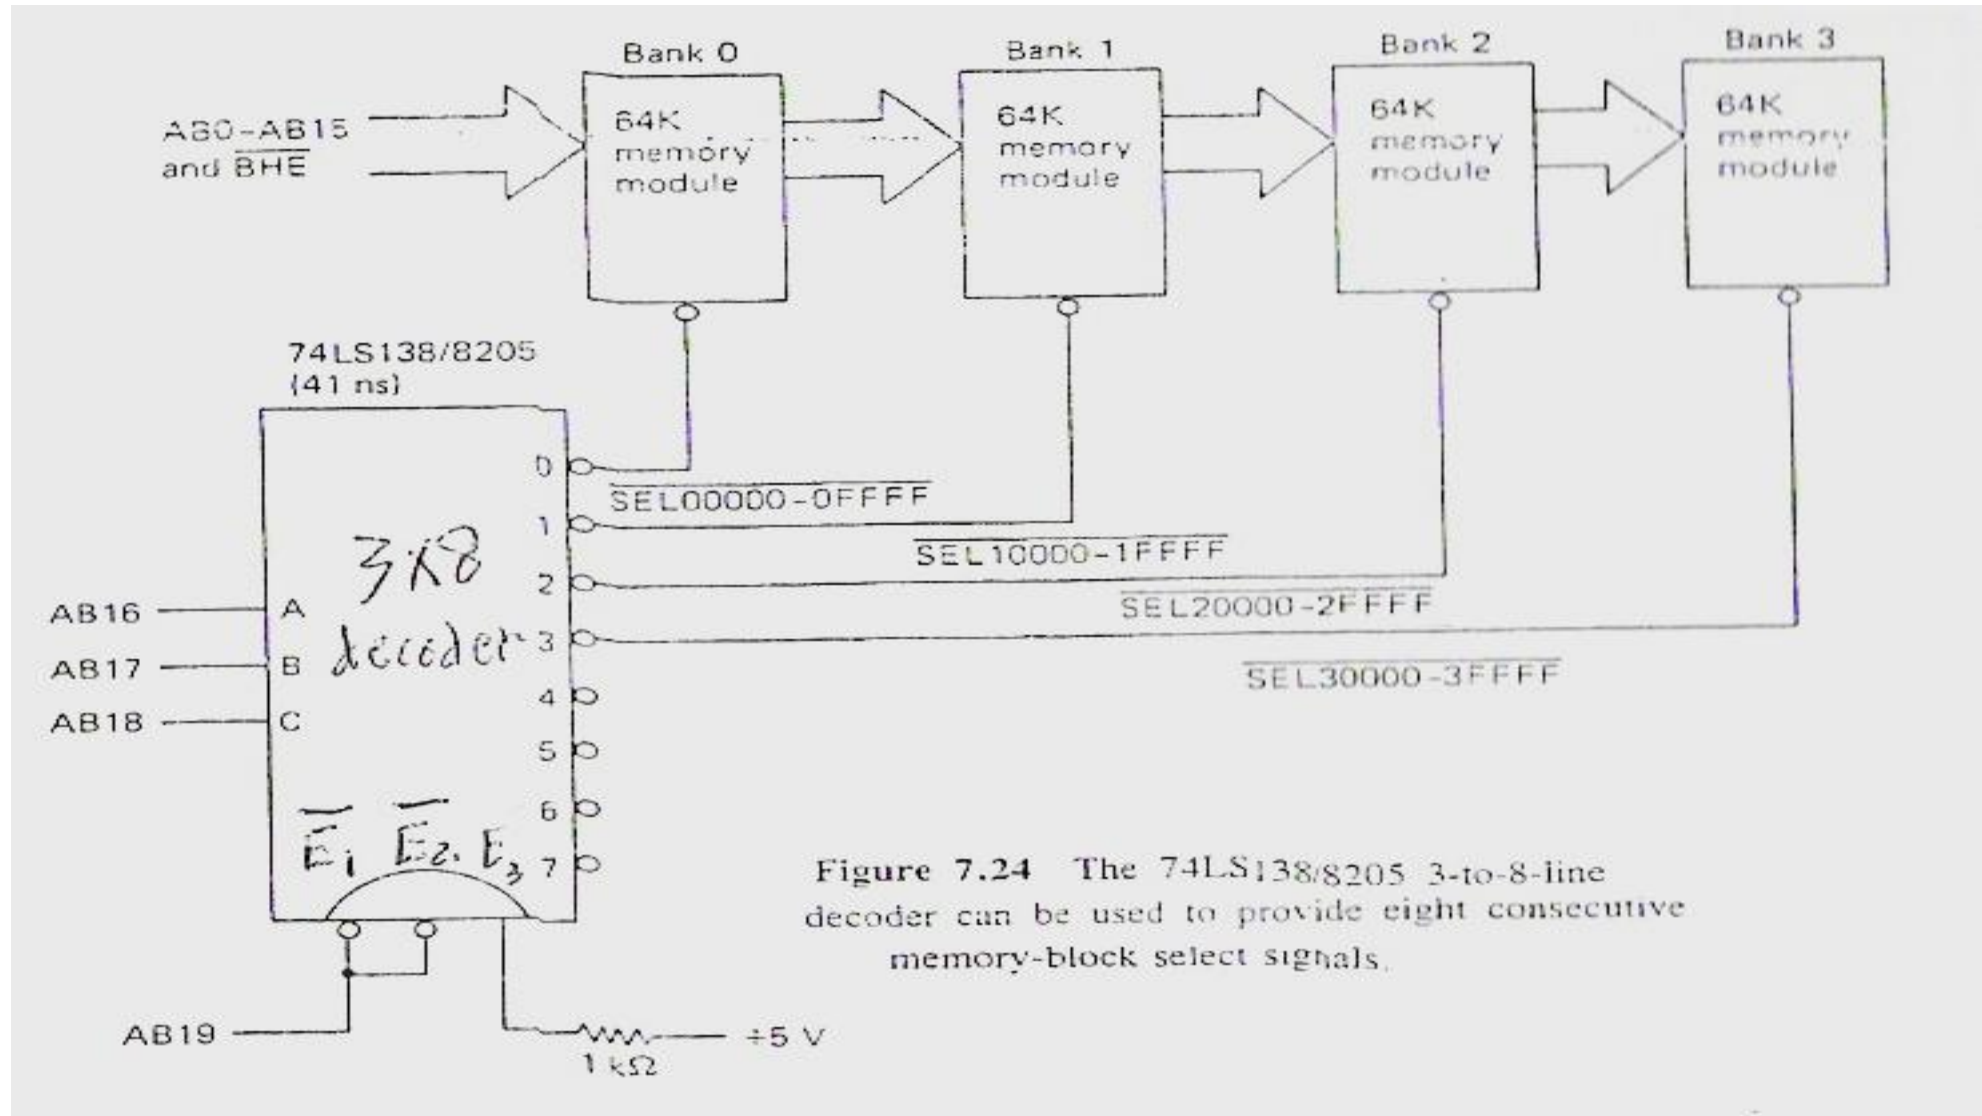 Bank 0
Bank 1
Bank 2
Bank 3
AB0-AB15
and BHE
64K
memory
module
64K
memory
module
64K
memory
module
64K
memory
module
74LS138/8205
(41 ns)
0
SEL00000-0FFFF
1
3x8
SEL10000-1FFFF
2
AB16
A
SEL20000-2FFFF
decoder
3
AB17
B
SEL30000-3FFFF
4
AB18
C
5
6
E1 E2. E3
7
Figure 7.24 The 74LS138/8205 3-to-8-line
decoder can be used to provide eight consecutive
memory-block select signals.
AB19
+5 V
1 kΩ